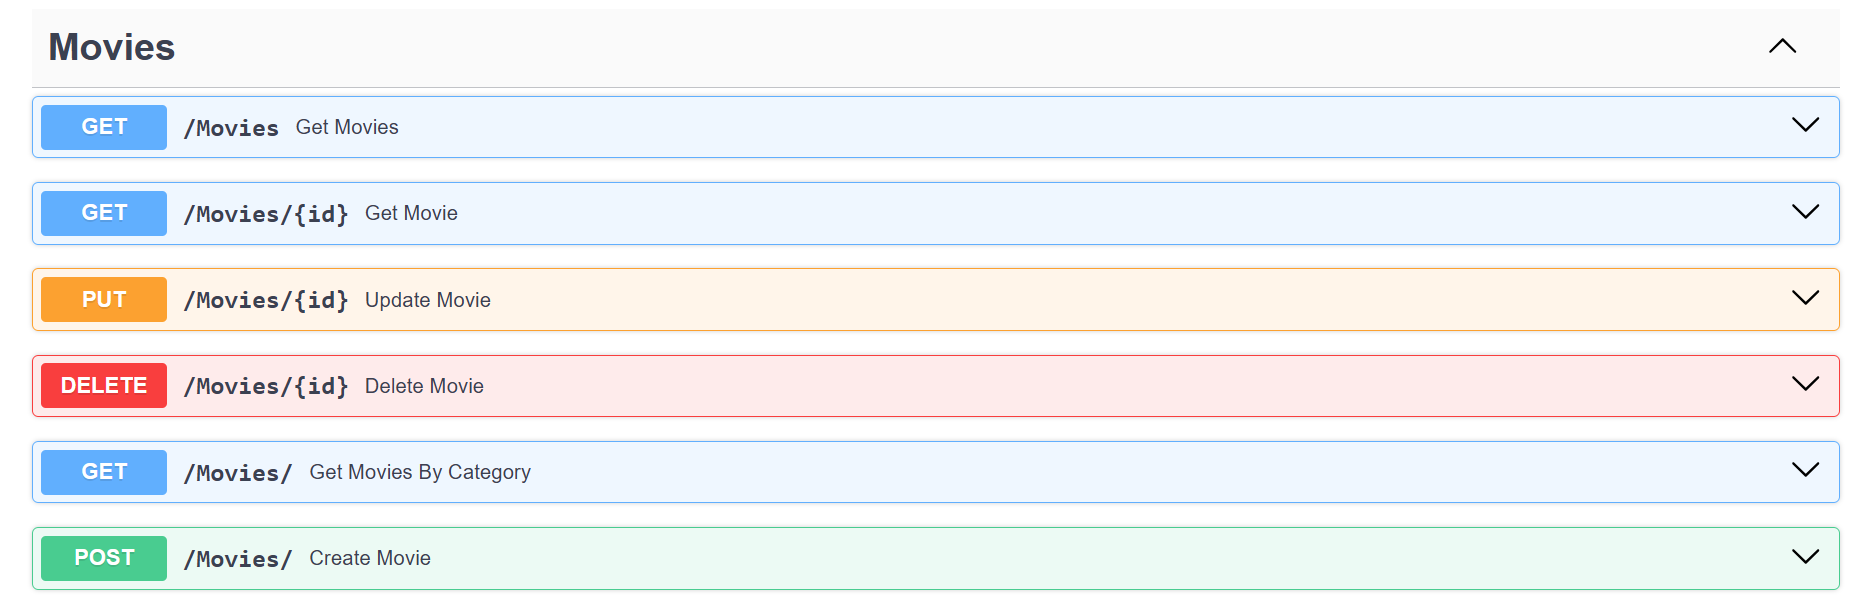 Movies
GET /Movies Get Movies
GET /Movies/{id} Get Movie
PUT /Movies/{id} Update Movie
DELETE /Movies/{id} Delete Movie
GET /Movies/ Get Movies By Category
POST /Movies/ Create Movie